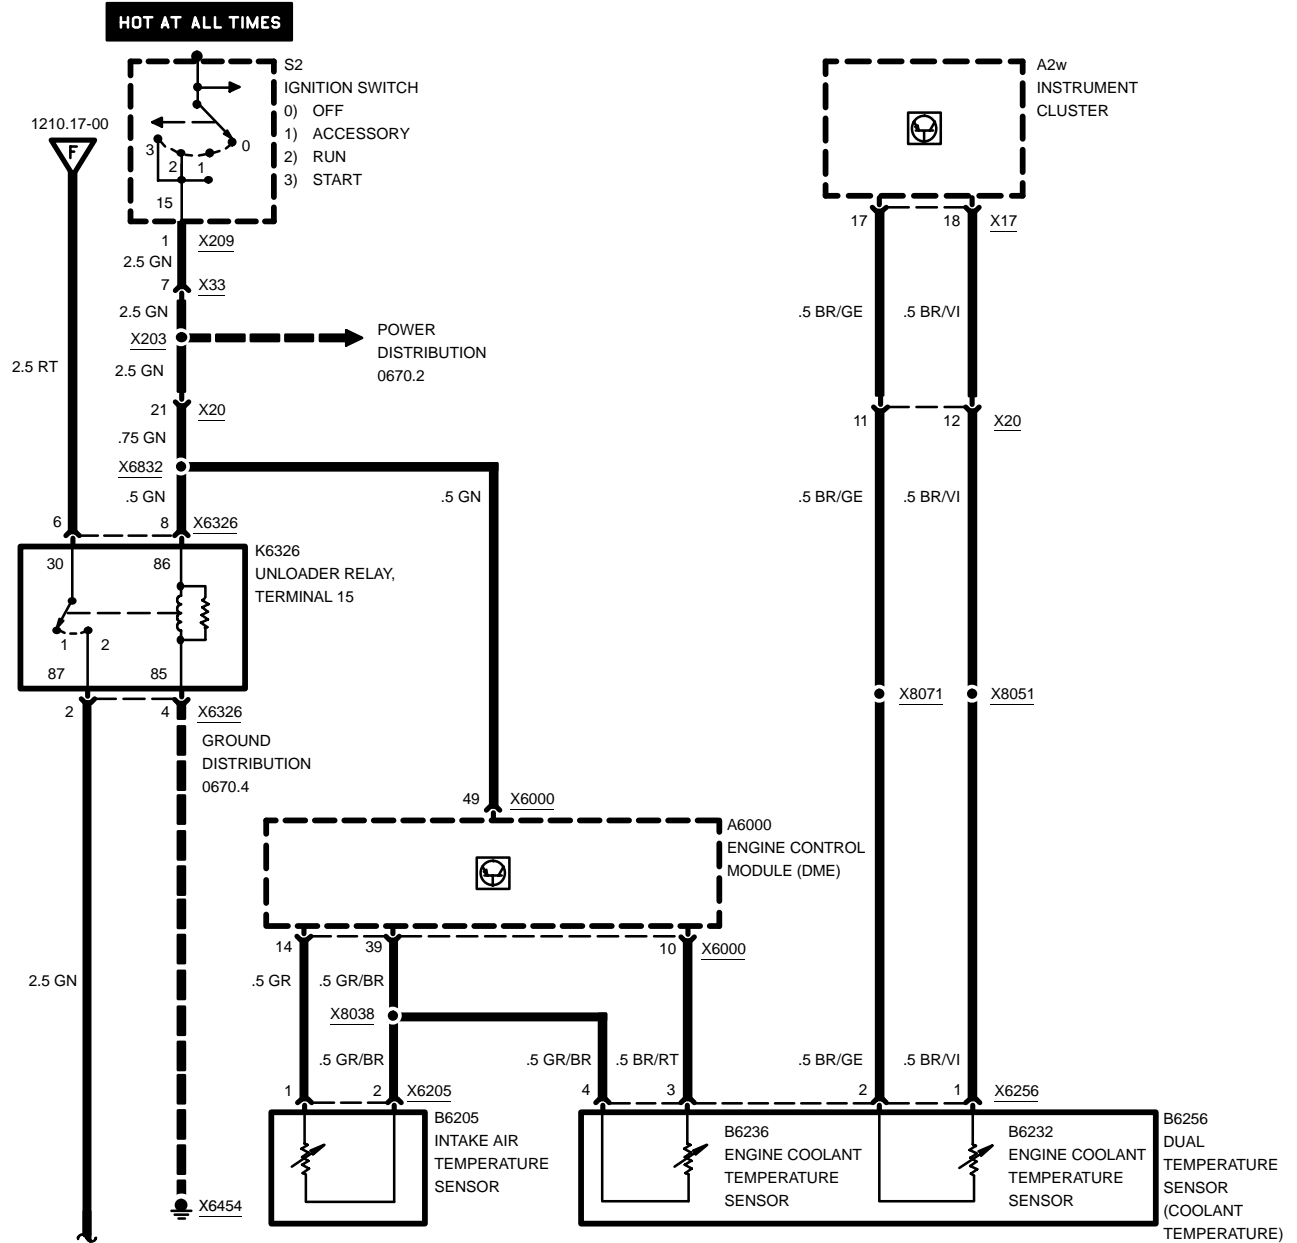 HOT AT ALL TIMES
S2
IGNITION SWITCH
0) OFF
1) ACCESSORY
2) RUN
3) START
0
3
2
1
15
1210.17-00
F
A2w
INSTRUMENT
CLUSTER
1 X209
2.5 GN
7 X33
2.5 GN
X203
POWER
DISTRIBUTION
0670.2
2.5 RT
2.5 GN
21 X20
.75 GN
X6832
.5 GN
.5 GN
17 18 X17
.5 BR/GE .5 BR/VI
11 12 X20
.5 BR/GE .5 BR/VI
6 8 X6326
30 86
K6326
UNLOADER RELAY,
TERMINAL 15
1 2
87 85
2 4 X6326
GROUND
DISTRIBUTION
0670.4
X8071 X8051
49 X6000
A6000
ENGINE CONTROL
MODULE (DME)
14 39 10 X6000
2.5 GN
.5 GR .5 GR/BR
X8038
.5 GR/BR .5 GR/BR .5 BR/RT .5 BR/GE .5 BR/VI
1 2 X6205 4 3 2 1 X6256
B6205
INTAKE AIR
TEMPERATURE
SENSOR
B6236
ENGINE COOLANT
TEMPERATURE
SENSOR
B6232
ENGINE COOLANT
TEMPERATURE
SENSOR
B6256
DUAL
TEMPERATURE
SENSOR
(COOLANT
TEMPERATURE)
X6454